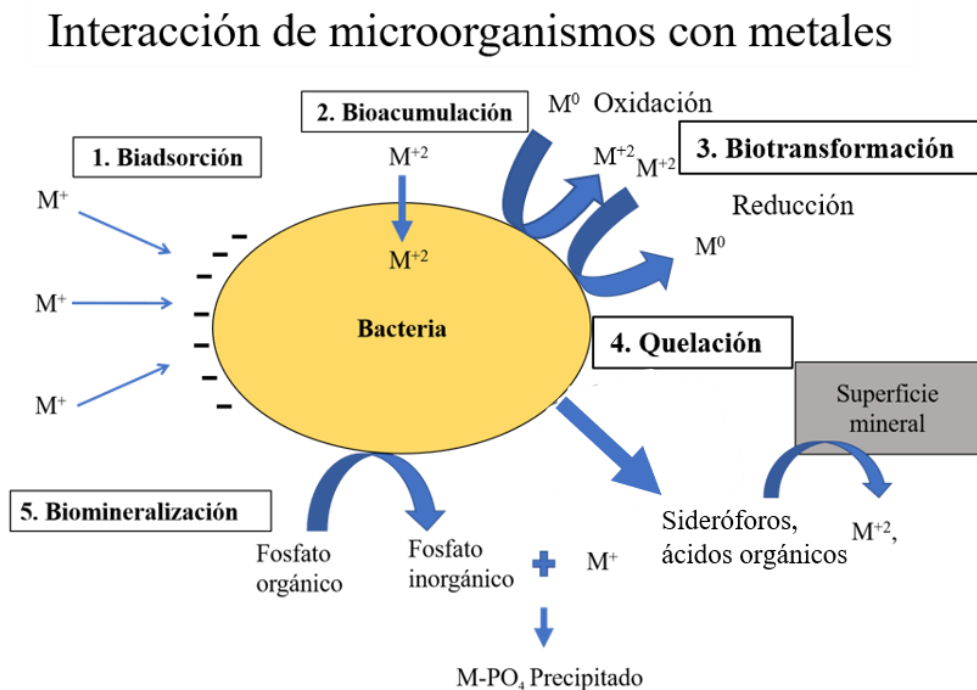 Interacción de microorganismos con metales
1. Biadsorción
M⁺
M⁺
M⁺
2. Bioacumulación
M⁺²
M⁺²
Bacteria
M⁰ Oxidación
M⁺²
M⁺²
3. Biotransformación
Reducción
M⁰
4. Quelación
Superficie
mineral
Sideróforos,
ácidos orgánicos
M⁺²,
5. Biomineralización
Fosfato
orgánico
Fosfato
inorgánico
M⁺
M-PO₄ Precipitado